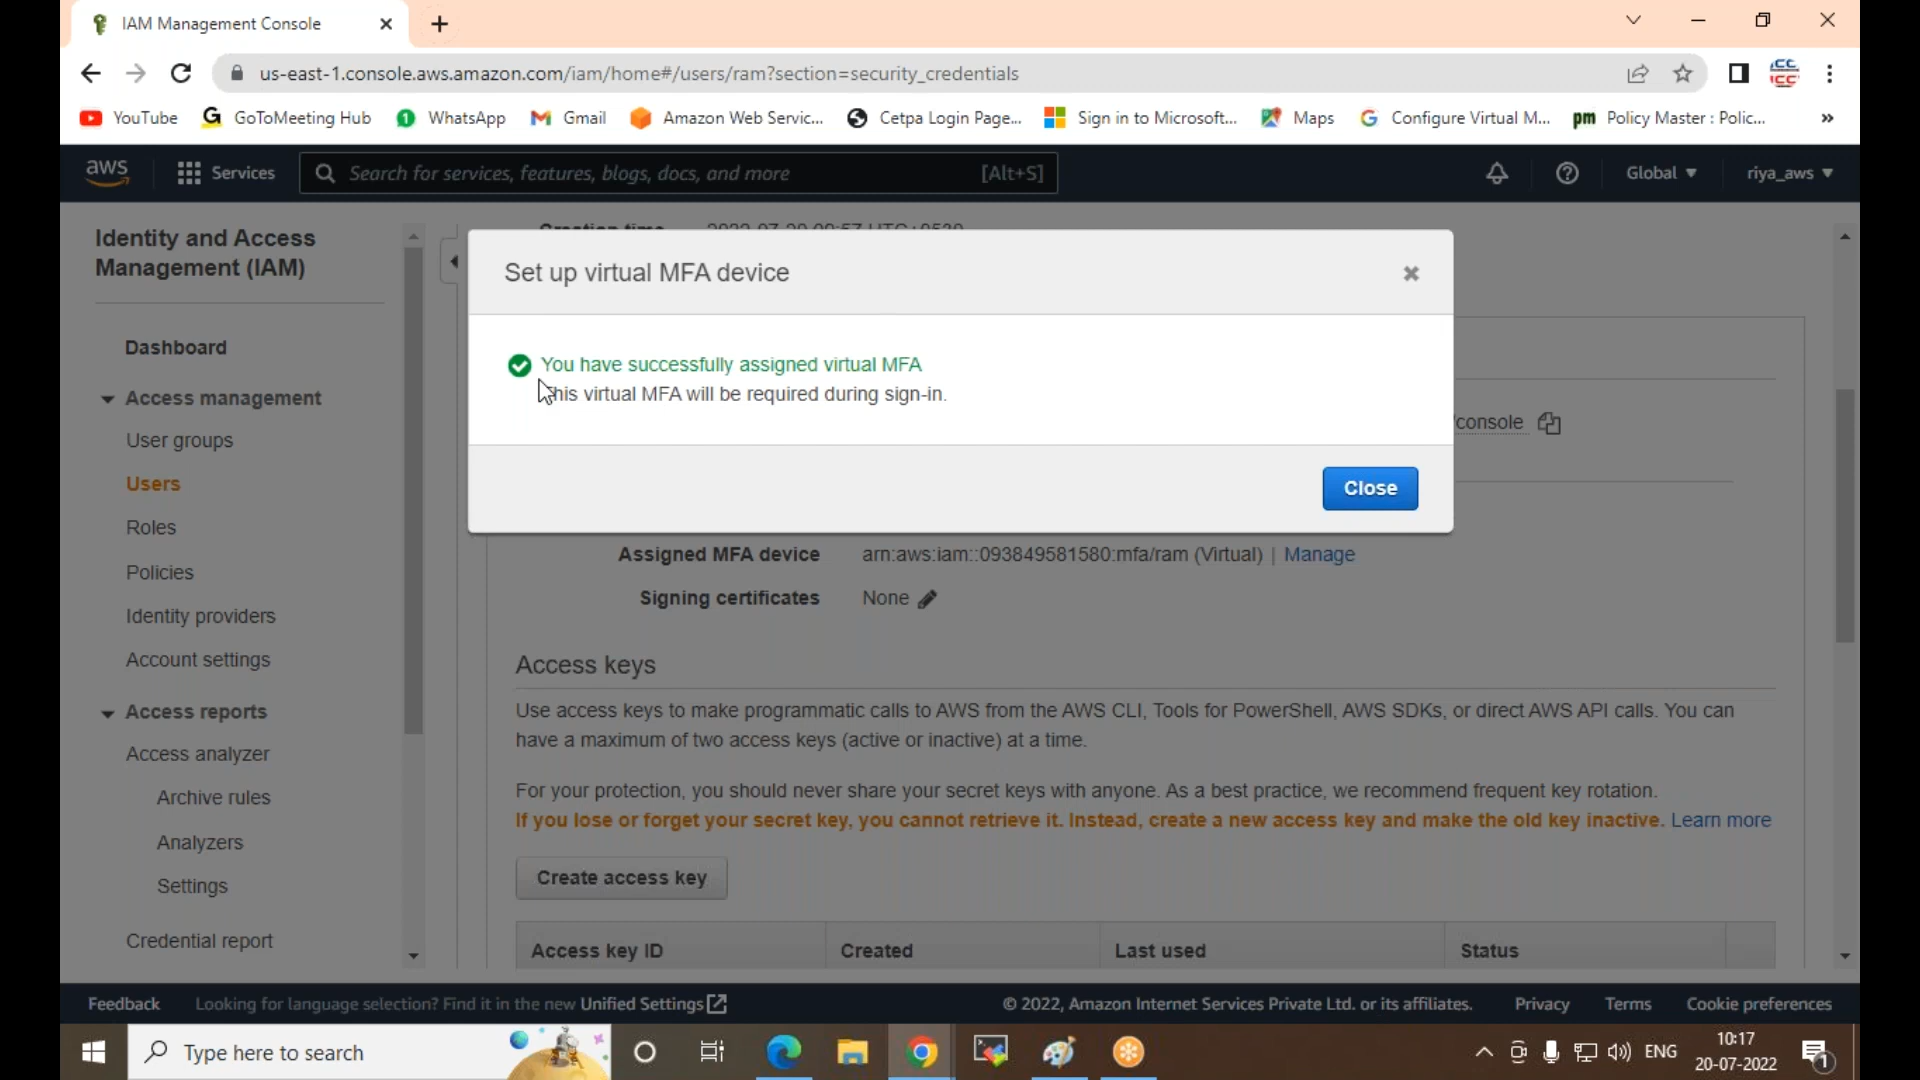 IAM Management Console
us-east-1.console.aws.amazon.com/iam/home#/users/ram?section=security_credentials
YouTube GoToMeeting Hub WhatsApp Gmail Amazon Web Servic... Cetpa Login Page... Sign in to Microsoft... Maps Configure Virtual M... pm Policy Master : Polic... »
aws Services Search for services, features, blogs, docs, and more [Alt+S] Global riya_aws
Identity and Access
Management (IAM)
Dashboard
Access management
User groups
Users
Roles
Policies
Identity providers
Account settings
Access reports
Access analyzer
Archive rules
Analyzers
Settings
Credential report
Creation time
Set up virtual MFA device
You have successfully assigned virtual MFA
This virtual MFA will be required during sign-in.
/console
Close
Assigned MFA device arn:aws:iam::093849581580:mfa/ram (Virtual) | Manage
Signing certificates None
Access keys
Use access keys to make programmatic calls to AWS from the AWS CLI, Tools for PowerShell, AWS SDKs, or direct AWS API calls. You can
have a maximum of two access keys (active or inactive) at a time.
For your protection, you should never share your secret keys with anyone. As a best practice, we recommend frequent key rotation.
If you lose or forget your secret key, you cannot retrieve it. Instead, create a new access key and make the old key inactive. Learn more
Create access key
Access key ID Created Last used Status
Feedback Looking for language selection? Find it in the new Unified Settings © 2022, Amazon Internet Services Private Ltd. or its affiliates. Privacy Terms Cookie preferences
Type here to search ENG 10:17
20-07-2022 1